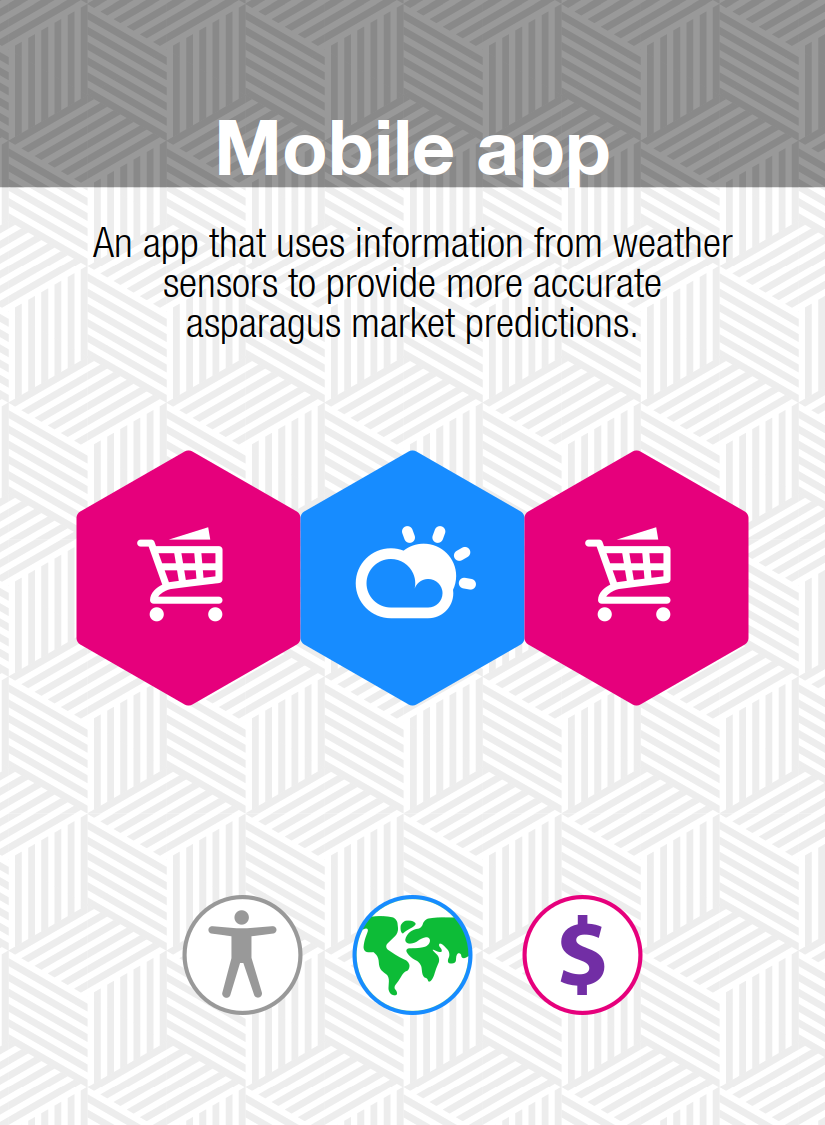 Mobile app
An app that uses information from weather
sensors to provide more accurate
asparagus market predictions.
$